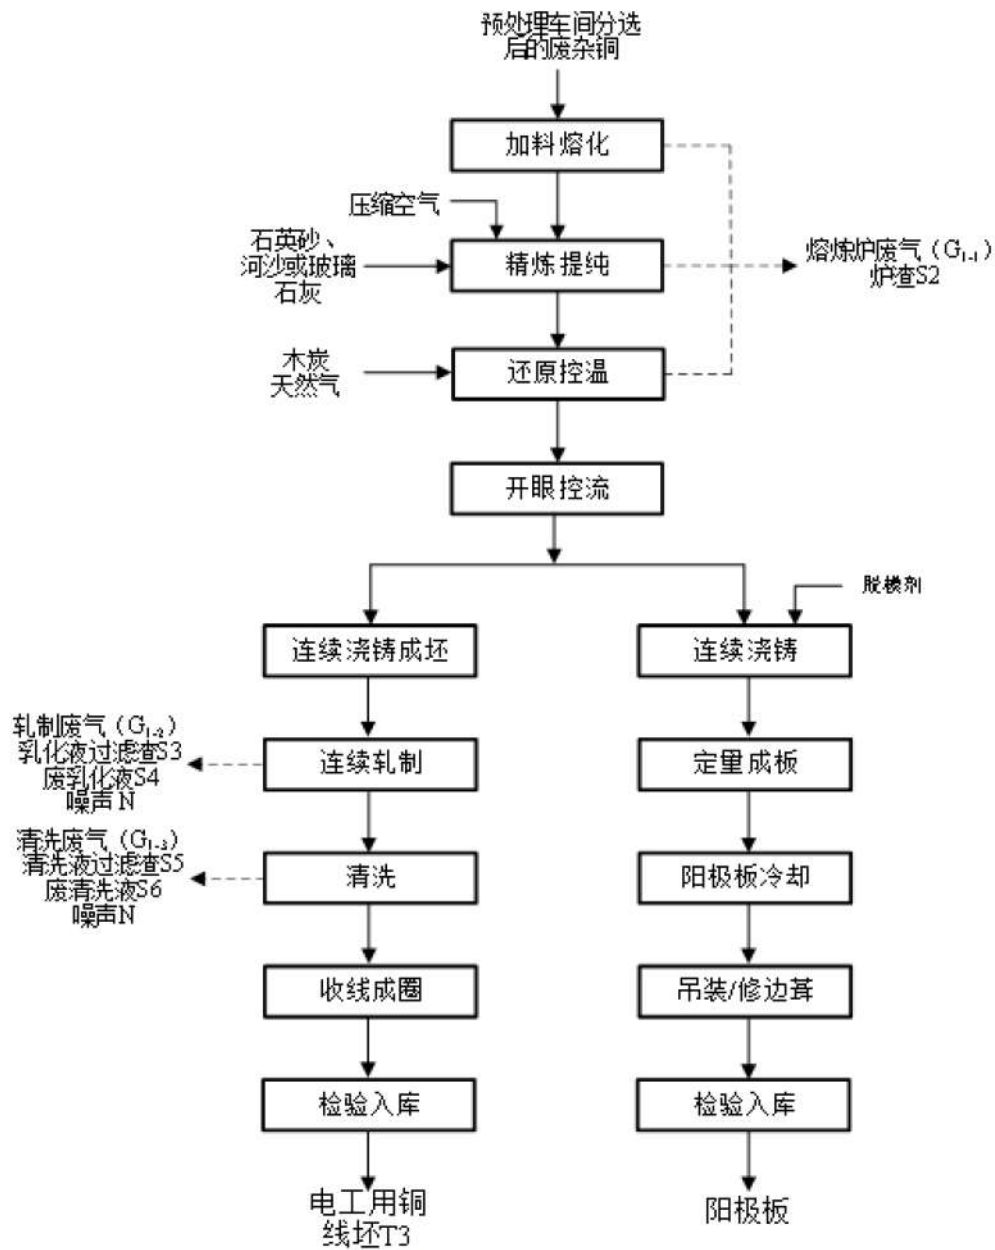 预处理车间分选
后的废杂铜
加料熔化
压缩空气
石英砂、
河沙或玻璃
石灰
精炼提纯
熔炼炉废气（G₁₋₁）
炉渣S2
木炭
天然气
还原控温
开眼控流
脱模剂
连续浇铸成坯
连续浇铸
轧制废气（G₁₋₂）
乳化液过滤渣S3
废乳化液S4
噪声N
连续轧制
定量成板
清洗废气（G₁₋₃）
清洗液过滤渣S5
废清洗液S6
噪声N
清洗
阳极板冷却
收线成圈
吊装/修边茸
检验入库
检验入库
电工用铜
线坯T3
阳极板